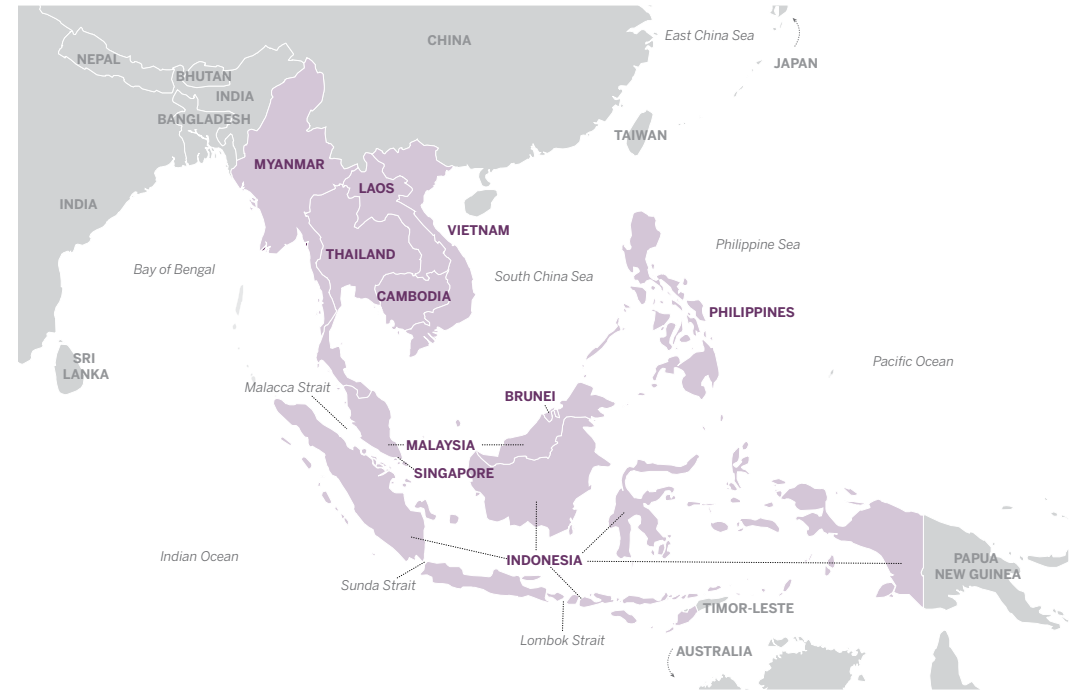 CHINA
East China Sea
JAPAN
NEPAL
BHUTAN
INDIA
BANGLADESH
TAIWAN
MYANMAR
LAOS
INDIA
VIETNAM
Philippine Sea
THAILAND
Bay of Bengal
South China Sea
CAMBODIA
PHILIPPINES
SRI
LANKA
Pacific Ocean
Malacca Strait
BRUNEI
MALAYSIA
SINGAPORE
Indian Ocean
INDONESIA
PAPUA
NEW GUINEA
Sunda Strait
TIMOR-LESTE
Lombok Strait
AUSTRALIA